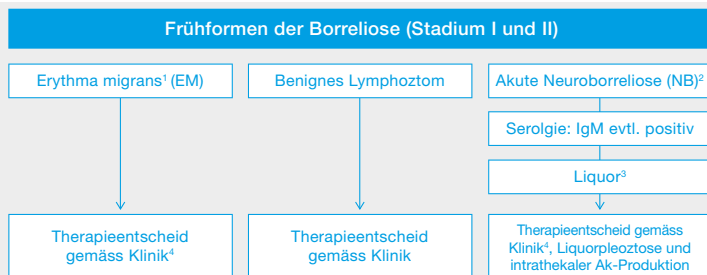 Frühformen der Borreliose (Stadium I und II)
Erythma migrans¹ (EM)
Benignes Lymphoztom
Akute Neuroborreliose (NB)²
Serolgie: IgM evtl. positiv
Liquor³
Therapieentscheid
gemäss Klinik⁴
Therapieentscheid
gemäss Klinik
Therapieentscheid gemäss
Klinik⁴, Liquorpleoztose und
intrathekaler Ak-Produktion